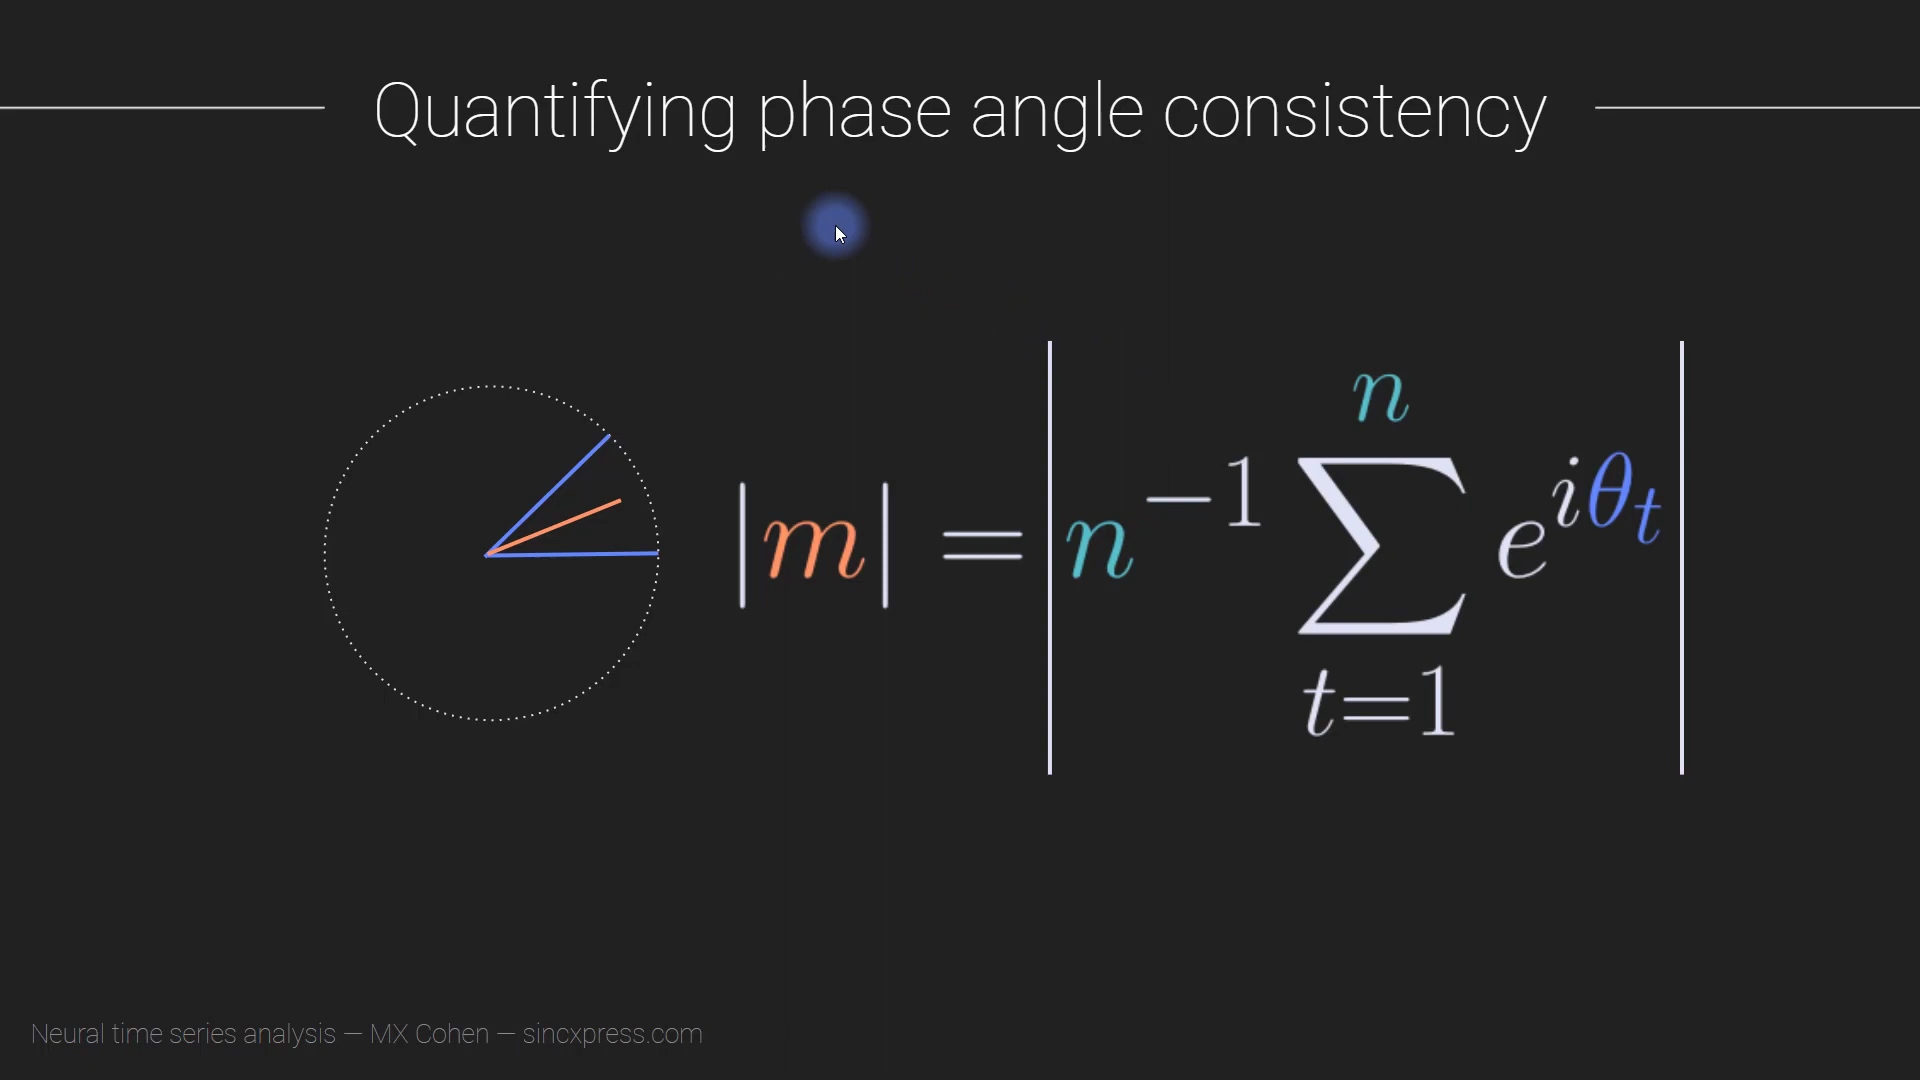 Quantifying phase angle consistency
|m| = |n⁻¹ ∑ₜ₌₁ⁿ e^{iθₜ}|
Neural time series analysis — MX Cohen — sincxpress.com